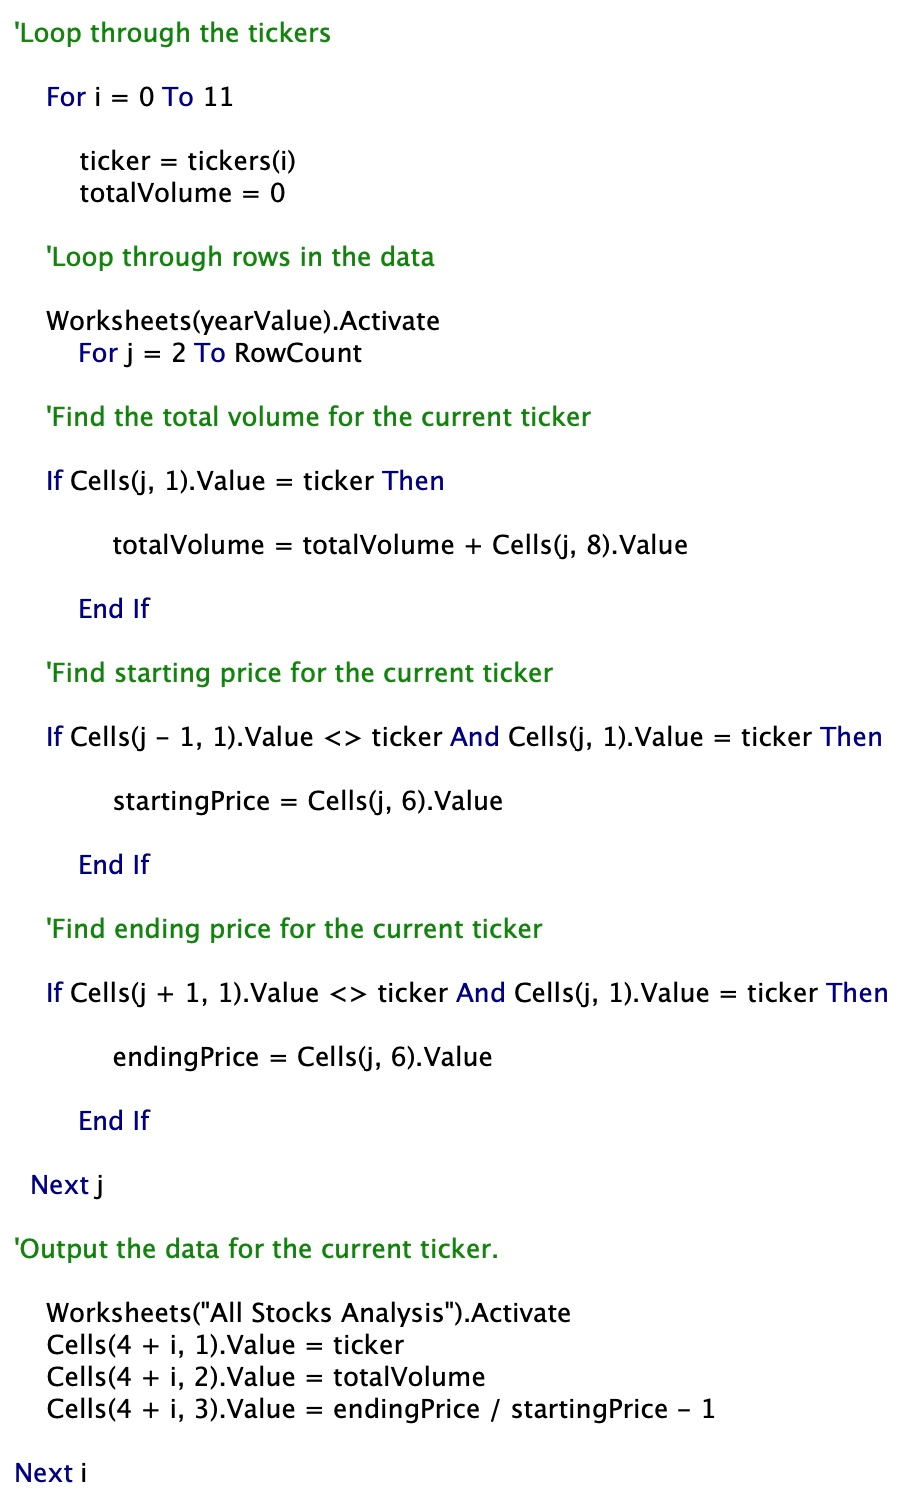 'Loop through the tickers
For i = 0 To 11
ticker = tickers(i)
totalVolume = 0
'Loop through rows in the data
Worksheets(yearValue).Activate
For j = 2 To RowCount
'Find the total volume for the current ticker
If Cells(j, 1).Value = ticker Then
totalVolume = totalVolume + Cells(j, 8).Value
End If
'Find starting price for the current ticker
If Cells(j - 1, 1).Value <> ticker And Cells(j, 1).Value = ticker Then
startingPrice = Cells(j, 6).Value
End If
'Find ending price for the current ticker
If Cells(j + 1, 1).Value <> ticker And Cells(j, 1).Value = ticker Then
endingPrice = Cells(j, 6).Value
End If
Next j
'Output the data for the current ticker.
Worksheets("All Stocks Analysis").Activate
Cells(4 + i, 1).Value = ticker
Cells(4 + i, 2).Value = totalVolume
Cells(4 + i, 3).Value = endingPrice / startingPrice - 1
Next i